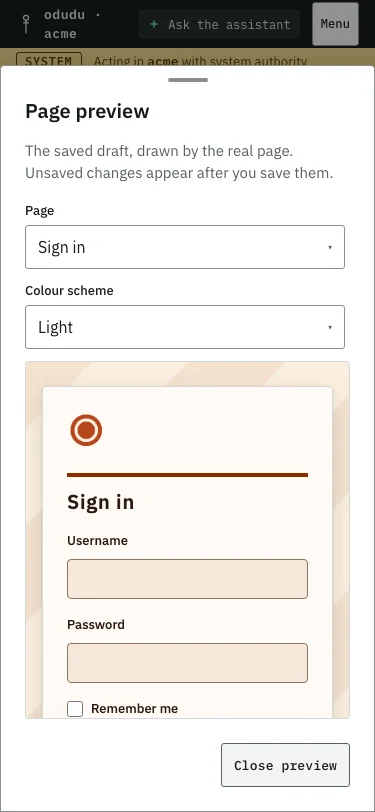 odudu ·
acme
Ask the assistant
Menu
SYSTEM Acting in acme with system authority
Page preview
The saved draft, drawn by the real page.
Unsaved changes appear after you save them.
Page
Sign in
Colour scheme
Light
Sign in
Username
Password
Remember me
Close preview